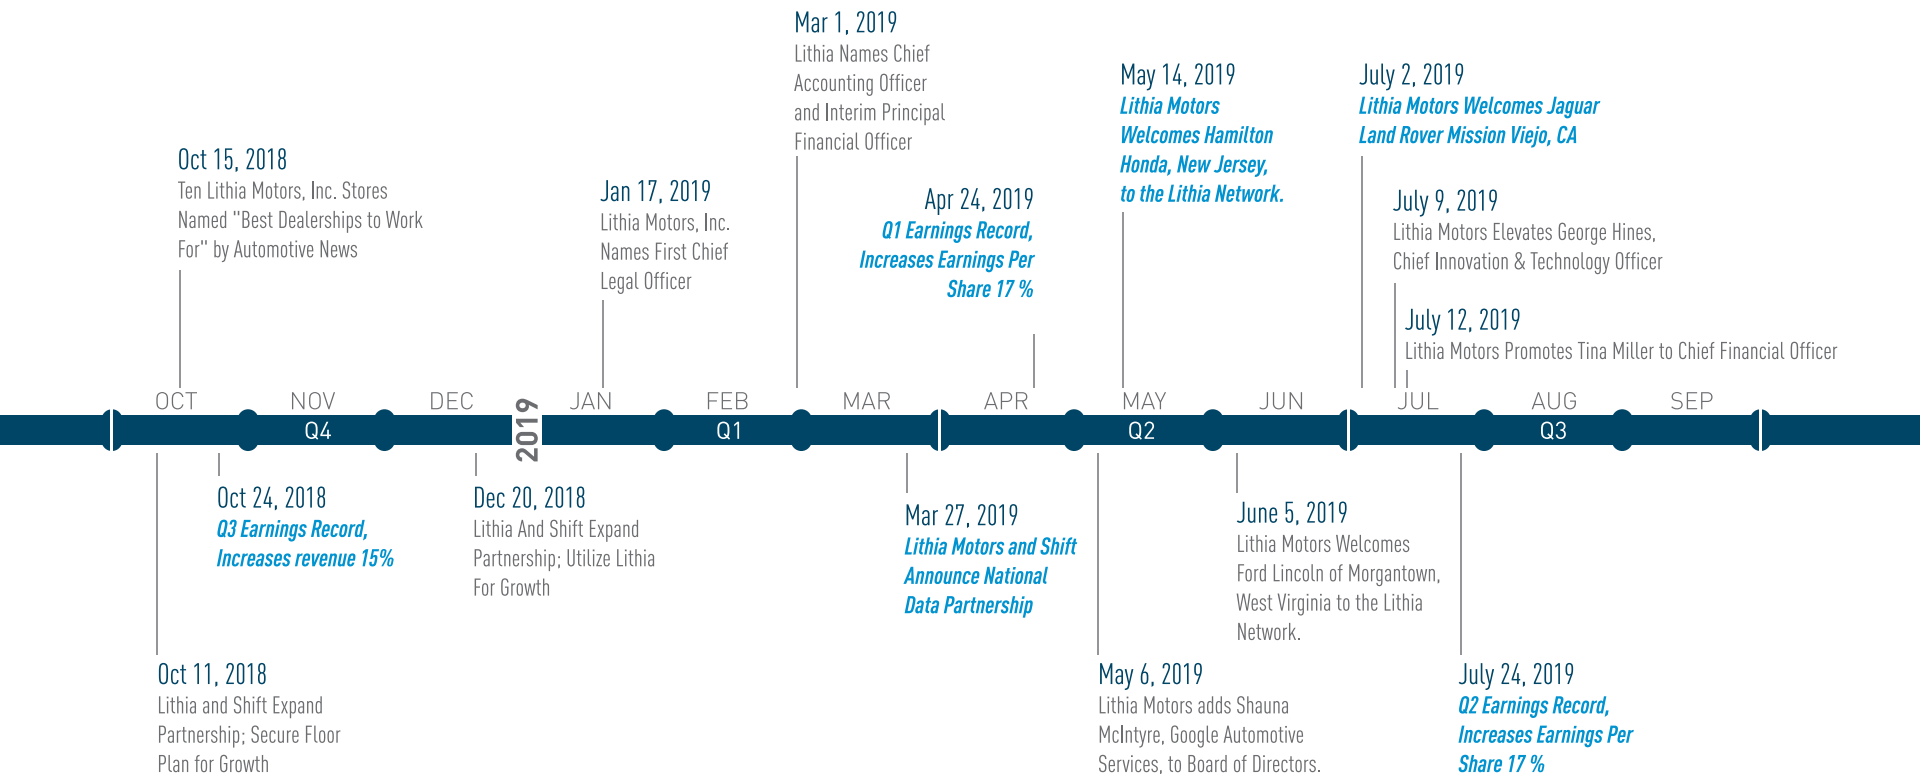 Mar 1, 2019
Lithia Names Chief
Accounting Officer
and Interim Principal
Financial Officer
May 14, 2019
Lithia Motors
Welcomes Hamilton
Honda, New Jersey,
to the Lithia Network.
July 2, 2019
Lithia Motors Welcomes Jaguar
Land Rover Mission Viejo, CA
Oct 15, 2018
Ten Lithia Motors, Inc. Stores
Named "Best Dealerships to Work
For" by Automotive News
Jan 17, 2019
Lithia Motors, Inc.
Names First Chief
Legal Officer
Apr 24, 2019
Q1 Earnings Record,
Increases Earnings Per
Share 17 %
July 9, 2019
Lithia Motors Elevates George Hines,
Chief Innovation & Technology Officer
July 12, 2019
Lithia Motors Promotes Tina Miller to Chief Financial Officer
OCT NOV DEC 2019 JAN FEB MAR APR MAY JUN JUL AUG SEP
Q4 Q1 Q2 Q3
Oct 24, 2018
Q3 Earnings Record,
Increases revenue 15%
Dec 20, 2018
Lithia And Shift Expand
Partnership; Utilize Lithia
For Growth
Mar 27, 2019
Lithia Motors and Shift
Announce National
Data Partnership
June 5, 2019
Lithia Motors Welcomes
Ford Lincoln of Morgantown,
West Virginia to the Lithia
Network.
Oct 11, 2018
Lithia and Shift Expand
Partnership; Secure Floor
Plan for Growth
May 6, 2019
Lithia Motors adds Shauna
McIntyre, Google Automotive
Services, to Board of Directors.
July 24, 2019
Q2 Earnings Record,
Increases Earnings Per
Share 17 %